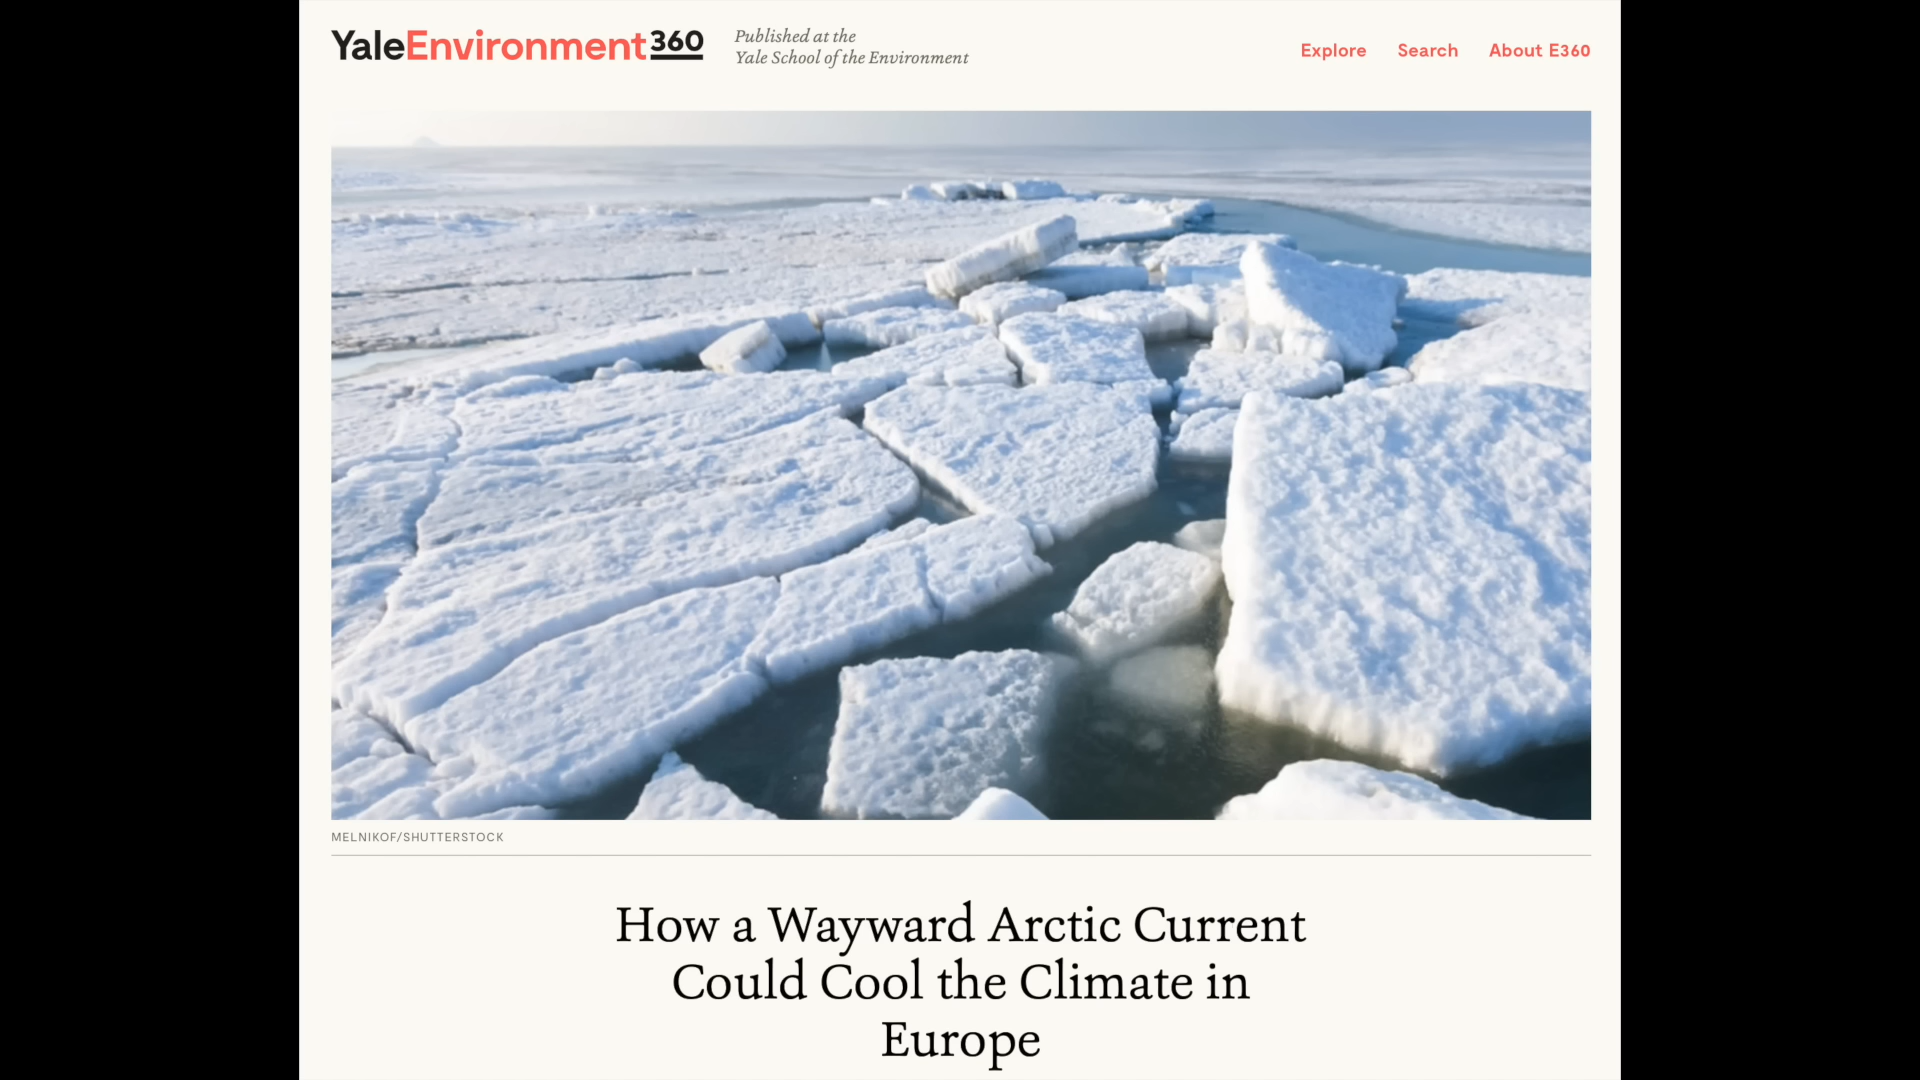 YaleEnvironment360
Published at the
Yale School of the Environment
Explore Search About E360
MELNIKOF/SHUTTERSTOCK
How a Wayward Arctic Current
Could Cool the Climate in
Europe